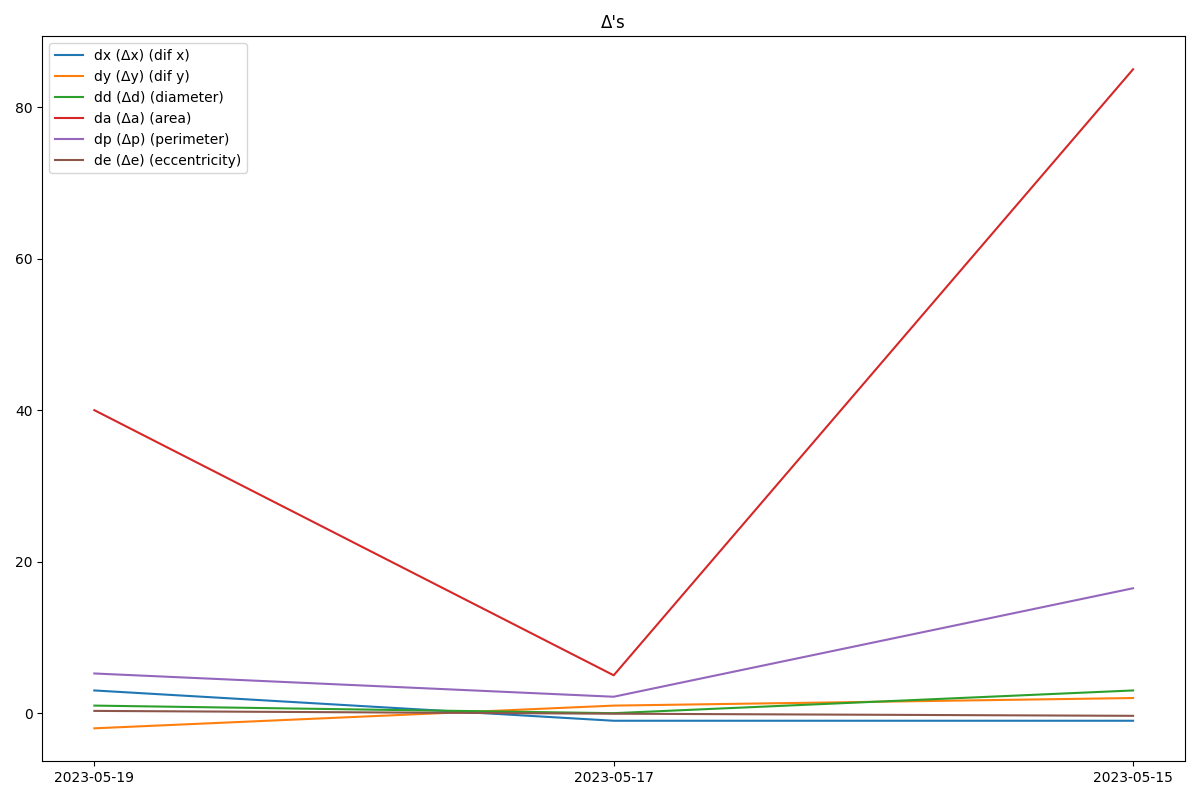 Δ's
dx (Δx) (dif x)
dy (Δy) (dif y)
dd (Δd) (diameter)
da (Δa) (area)
dp (Δp) (perimeter)
de (Δe) (eccentricity)
80
60
40
20
0
2023-05-19 2023-05-17 2023-05-15